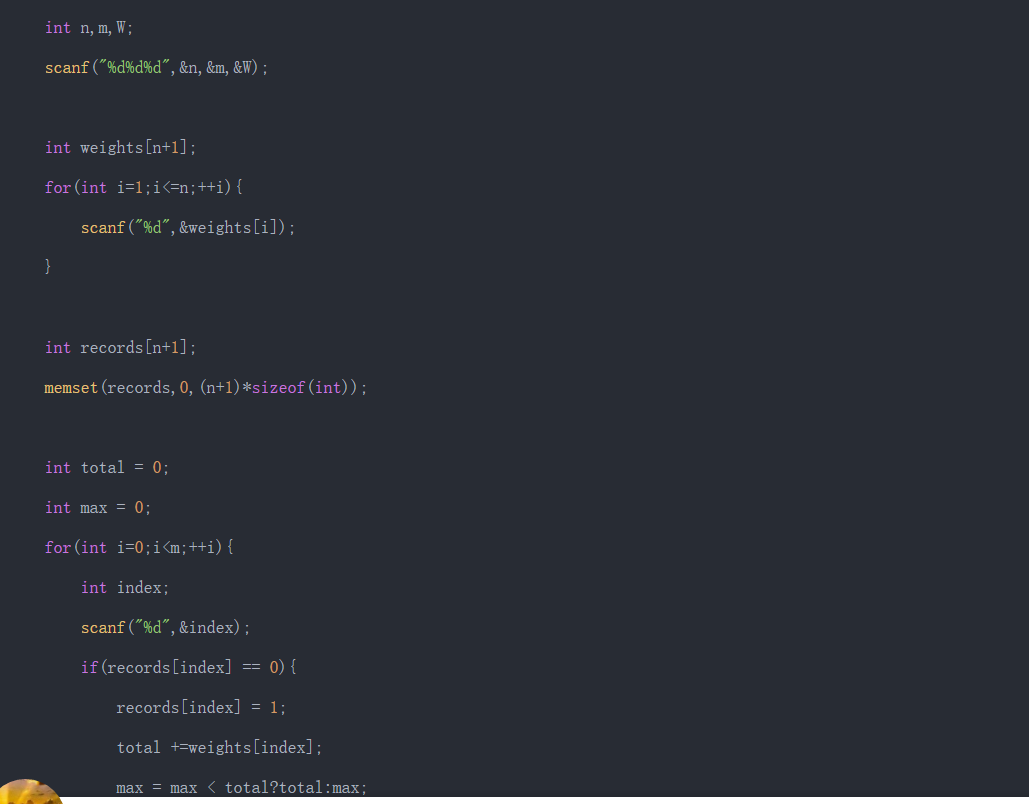 int n,m,W;
scanf("%d%d%d",&n,&m,&W);
int weights[n+1];
for(int i=1;i<=n;++i){
scanf("%d",&weights[i]);
}
int records[n+1];
memset(records,0,(n+1)*sizeof(int));
int total = 0;
int max = 0;
for(int i=0;i<m;++i){
int index;
scanf("%d",&index);
if(records[index] == 0){
records[index] = 1;
total +=weights[index];
max = max < total?total:max;